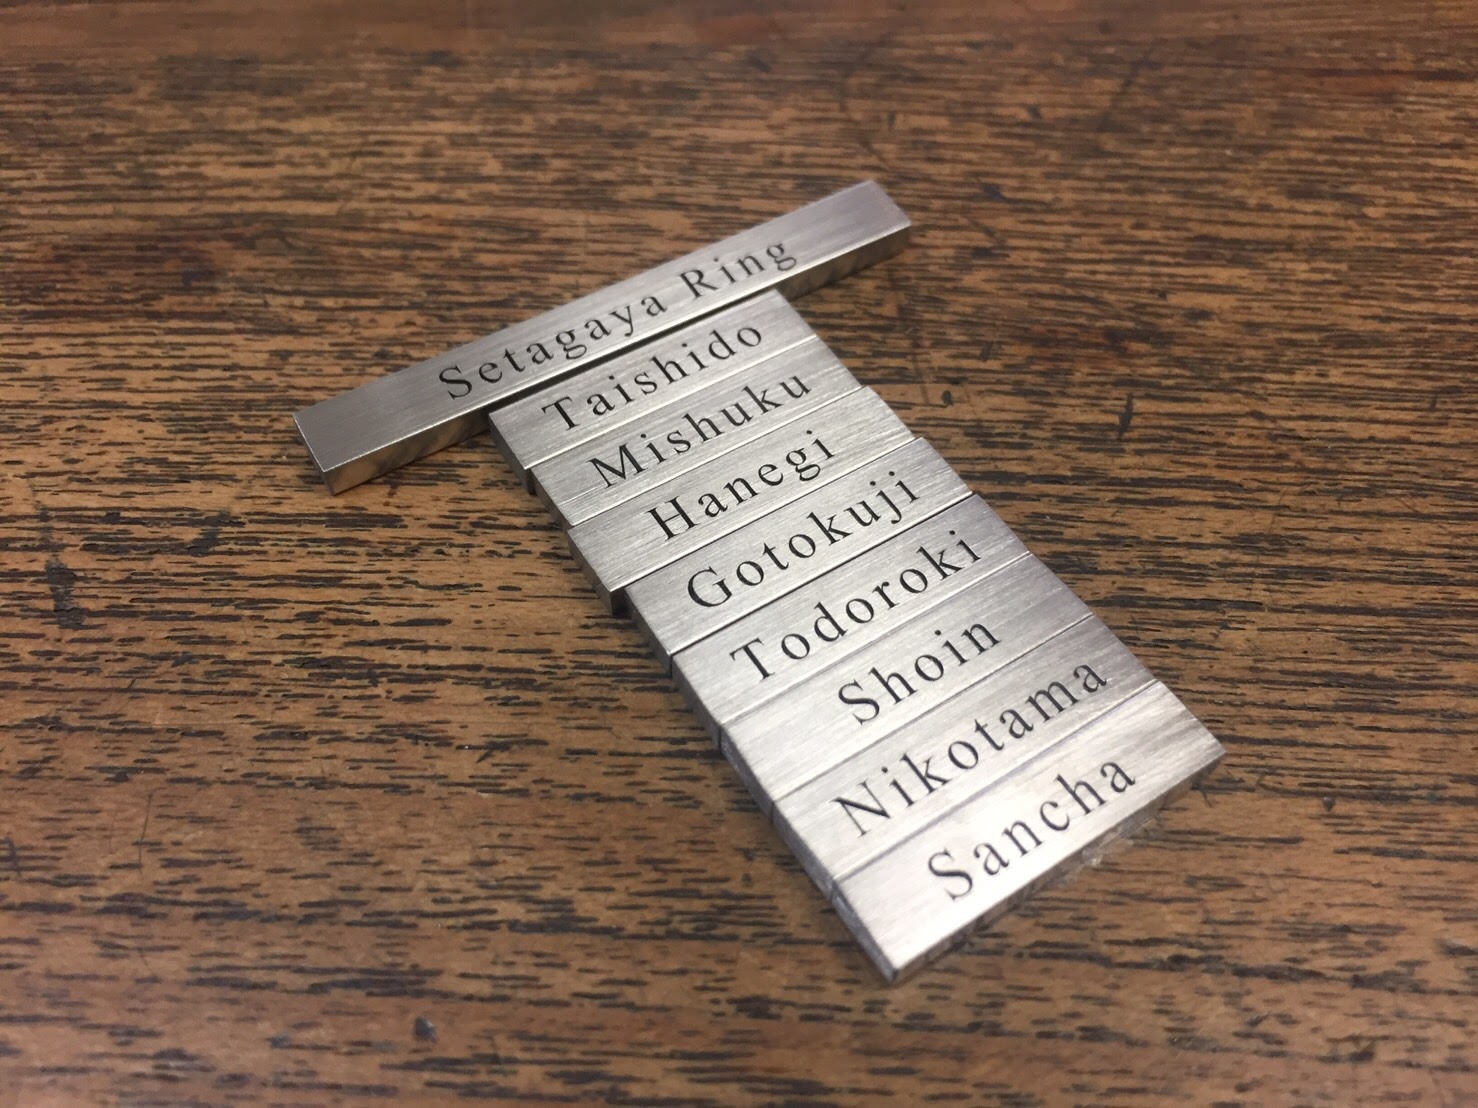 Setagaya Ring
Taishido
Mishuku
Hanegi
Gotokuji
Todoroki
Shoin
Nikotama
Sancha